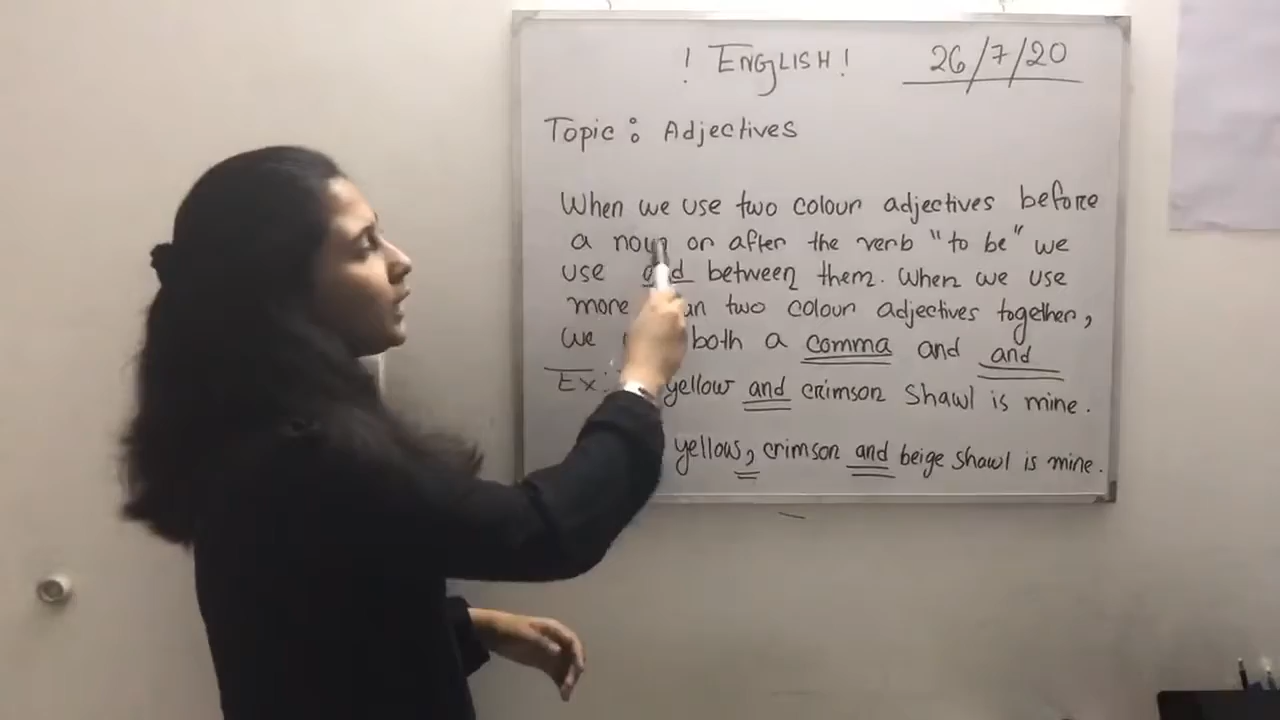 ! ENGLISH! 26/7/20
Topic : Adjectives
When we use two colour adjectives before
a noun or after the verb "to be" we
use and between them. When we use
more two colour adjectives together,
we both a comma and and
Ex: yellow and crimson Shawl is mine.
yellow, crimson and beige Shawl is mine.